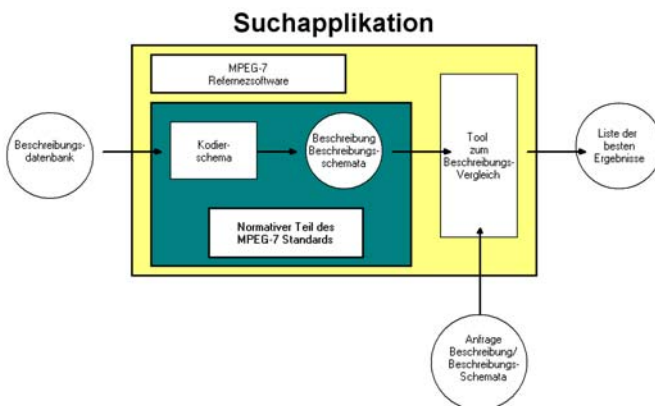 Suchapplikation
MPEG-7
Refernezsoftware
Beschreibungs-
datenbank
Kodier-
schema
Beschreibung
Beschreibungs-
schemata
Tool
zum
Beschreibungs-
Vergleich
Liste der
besten
Ergebnisse
Normativer Teil des
MPEG-7 Standards
Anfrage
Beschreibung/
Beschreibungs-
Schemata